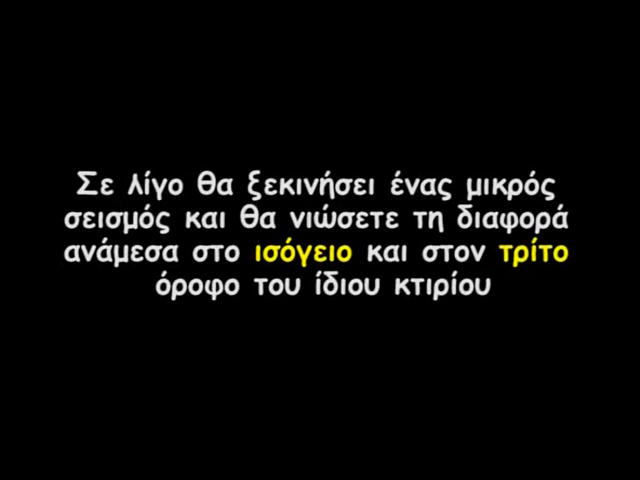 Σε λίγο θα ξεκινήσει ένας μικρός
σεισμός και θα νιώσετε τη διαφορά
ανάμεσα στο ισόγειο και στον τρίτο
όροφο του ίδιου κτιρίου